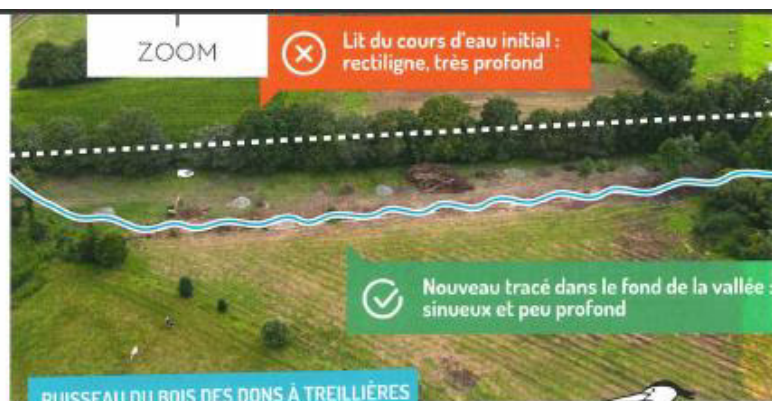 ZOOM
Lit du cours d'eau initial :
rectiligne, très profond
Nouveau tracé dans le fond de la vallée :
sinueux et peu profond
RUISSEAU DU BOIS DES DONS À TREILLIÈRES